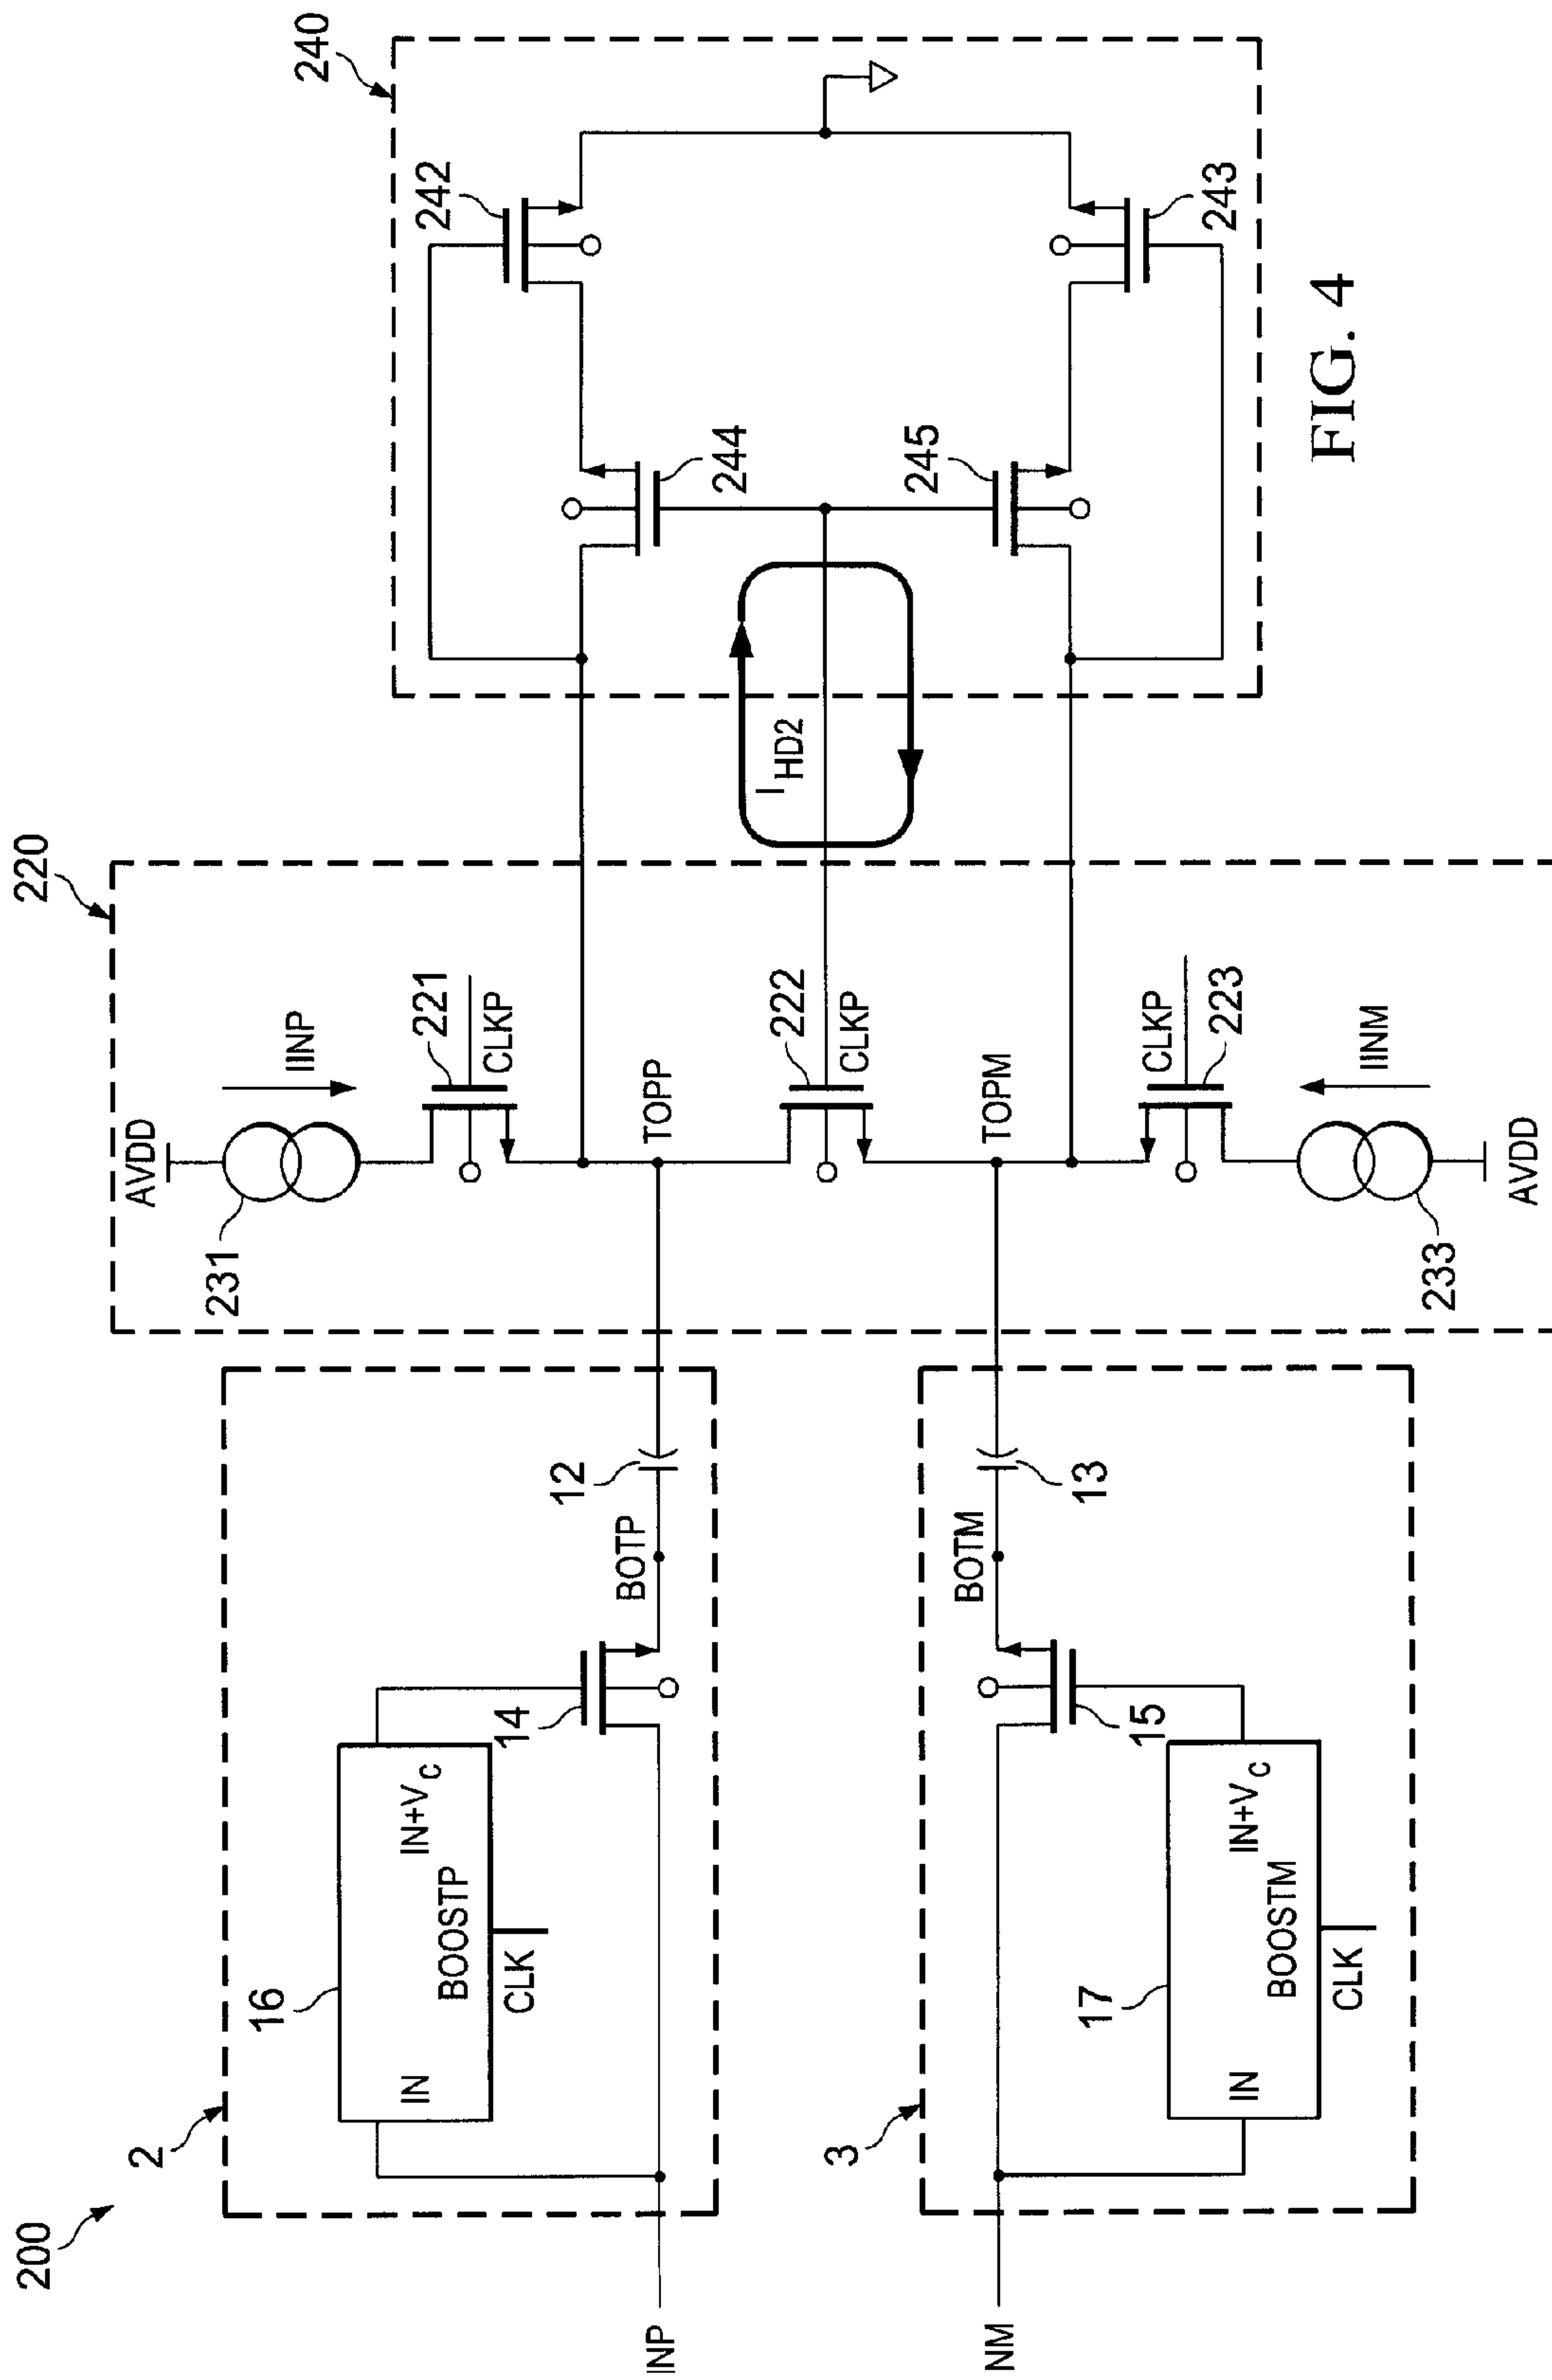 200
2
16
IN
IN+VC
BOOSTP
CLK
14
BOTP
12
INP
3
17
IN
IN+VC
BOOSTM
CLK
15
BOTM
13
NM
220
AVDD
231
IINP
221
CLKP
TOPP
222
CLKP
TOPM
CLKP
223
IINM
233
AVDD
IHD2
240
242
244
245
243
FIG. 4